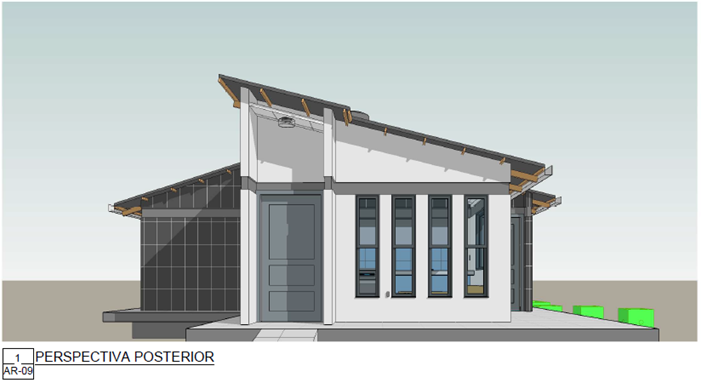 1
AR-09
PERSPECTIVA POSTERIOR